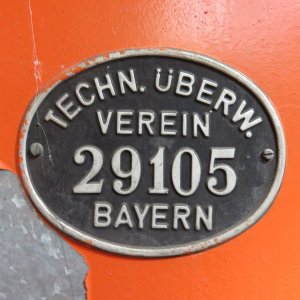 TECHN. ÜBERW.
VEREIN
29105
BAYERN